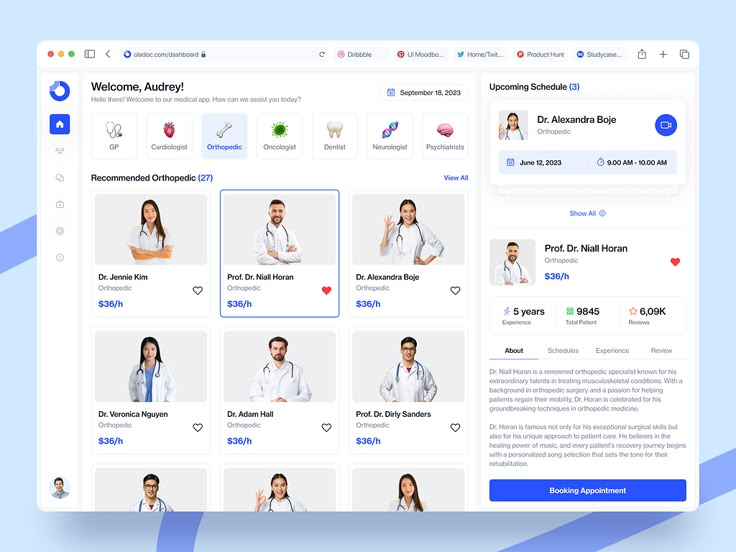 oladoc.com/dashboard
Dribbble
UI Moodbo...
Home/Twit...
Product Hunt
Studycase...
Welcome, Audrey!
Hello there! Welcome to our medical app. How can we assist you today?
September 18, 2023
GP
Cardiologist
Orthopedic
Oncologist
Dentist
Neurologist
Psychiatrists
Recommended Orthopedic (27)
View All
Dr. Jennie Kim
Orthopedic
$36/h
Prof. Dr. Niall Horan
Orthopedic
$36/h
Dr. Alexandra Boje
Orthopedic
$36/h
Dr. Veronica Nguyen
Orthopedic
$36/h
Dr. Adam Hall
Orthopedic
$36/h
Prof. Dr. Dirly Sanders
Orthopedic
$36/h
Upcoming Schedule (3)
Dr. Alexandra Boje
Orthopedic
June 12, 2023
9.00 AM - 10.00 AM
Show All
Prof. Dr. Niall Horan
Orthopedic
$36/h
5 years
Experience
9845
Total Patient
6,09K
Reviews
About
Schedules
Experience
Review
Dr. Niall Horan is a renowned orthopedic specialist known for his
extraordinary talents in treating musculoskeletal conditions. With a
background in orthopedic surgery and a passion for helping
patients regain their mobility, Dr. Horan is celebrated for his
groundbreaking techniques in orthopedic medicine.
Dr. Horan is famous not only for his exceptional surgical skills but
also for his unique approach to patient care. He believes in the
healing power of music, and every patient's recovery journey begins
with a personalized song selection that sets the tone for their
rehabilitation.
Booking Appointment